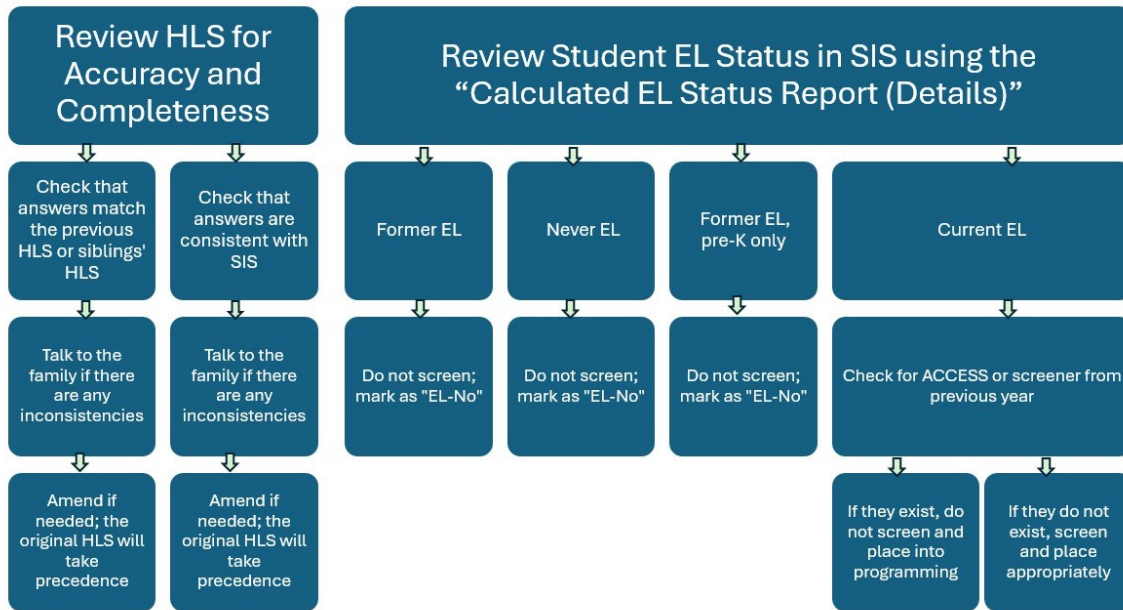 Review HLS for
Accuracy and
Completeness
Check that
answers match
the previous
HLS or siblings'
HLS
Talk to the
family if there
are any
inconsistencies
Amend if
needed; the
original HLS will
take
precedence
Check that
answers are
consistent with
SIS
Talk to the
family if there
are any
inconsistencies
Amend if
needed; the
original HLS will
take
precedence
Review Student EL Status in SIS using the
“Calculated EL Status Report (Details)”
Former EL
Do not screen;
mark as "EL-No"
Never EL
Do not screen;
mark as "EL-No"
Former EL,
pre-K only
Do not screen;
mark as "EL-No"
Current EL
Check for ACCESS or screener from
previous year
If they exist, do
not screen and
place into
programming
If they do not
exist, screen
and place
appropriately